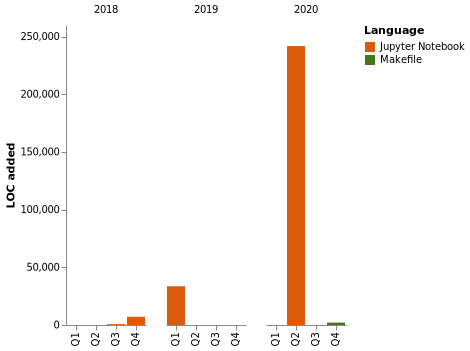 2018 2019 2020
Language
Jupyter Notebook
Makefile
LOC added
250,000
200,000
150,000
100,000
50,000
0
Q1 Q2 Q3 Q4 Q1 Q2 Q3 Q4 Q1 Q2 Q3 Q4